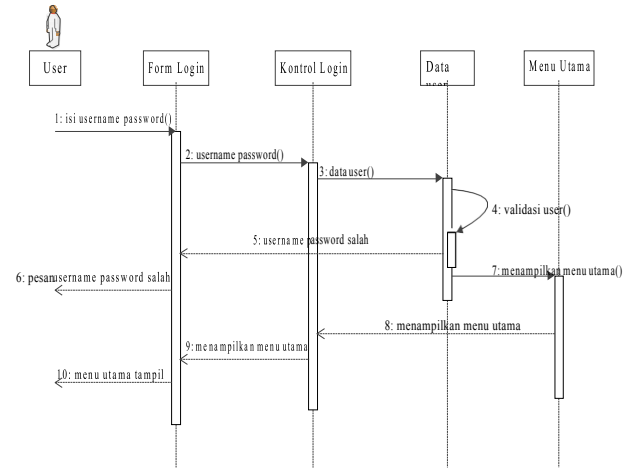 User
Form Login
Kontrol Login
Data
user
Menu Utama
1: isi username password()
2: username password()
3: data user()
4: validasi user()
5: username password salah
6: pesan username password salah
7: menampilkan menu utama()
8: menampilkan menu utama
9: menampilkan menu utama
10: menu utama tampil